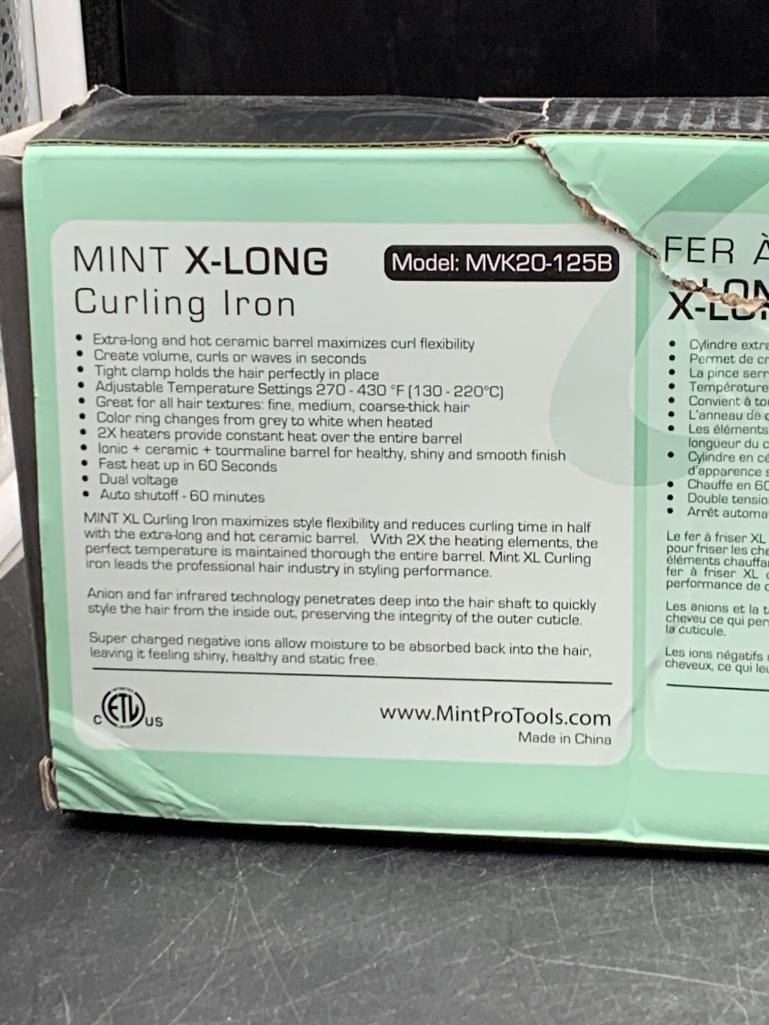 MINT X-LONG
Curling Iron
Model: MVK20-125B
• Extra-long and hot ceramic barrel maximizes curl flexibility
• Create volume, curls or waves in seconds
• Tight clamp holds the hair perfectly in place
• Adjustable Temperature Settings 270 - 430 °F (130 - 220°C)
• Great for all hair textures: fine, medium, coarse-thick hair
• Color ring changes from grey to white when heated
• 2X heaters provide constant heat over the entire barrel
• Ionic + ceramic + tourmaline barrel for healthy, shiny and smooth finish
• Fast heat up in 60 Seconds
• Dual voltage
• Auto shutoff - 60 minutes
MINT XL Curling Iron maximizes style flexibility and reduces curling time in half
with the extra-long and hot ceramic barrel. With 2X the heating elements, the
perfect temperature is maintained thorough the entire barrel. Mint XL Curling
iron leads the professional hair industry in styling performance.
Anion and far infrared technology penetrates deep into the hair shaft to quickly
style the hair from the inside out, preserving the integrity of the outer cuticle.
Super charged negative ions allow moisture to be absorbed back into the hair,
leaving it feeling shiny, healthy and static free.
c ETL us
www.MintProTools.com
Made in China
FER À
X-LON
• Cylindre extra
• Permet de cr
• La pince serr
• Température
• Convient à tou
• L'anneau de c
• Les éléments
longueur du c
• Cylindre en cé
d'apparence s
• Chauffe en 60
• Double tensio
• Arrêt automa
Le fer à friser XL
pour friser les che
éléments chauffa
fer à friser XL
performance de c
Les anions et la t
cheveu ce qui per
la cuticule.
Les ions négatifs
cheveux, ce qui leu